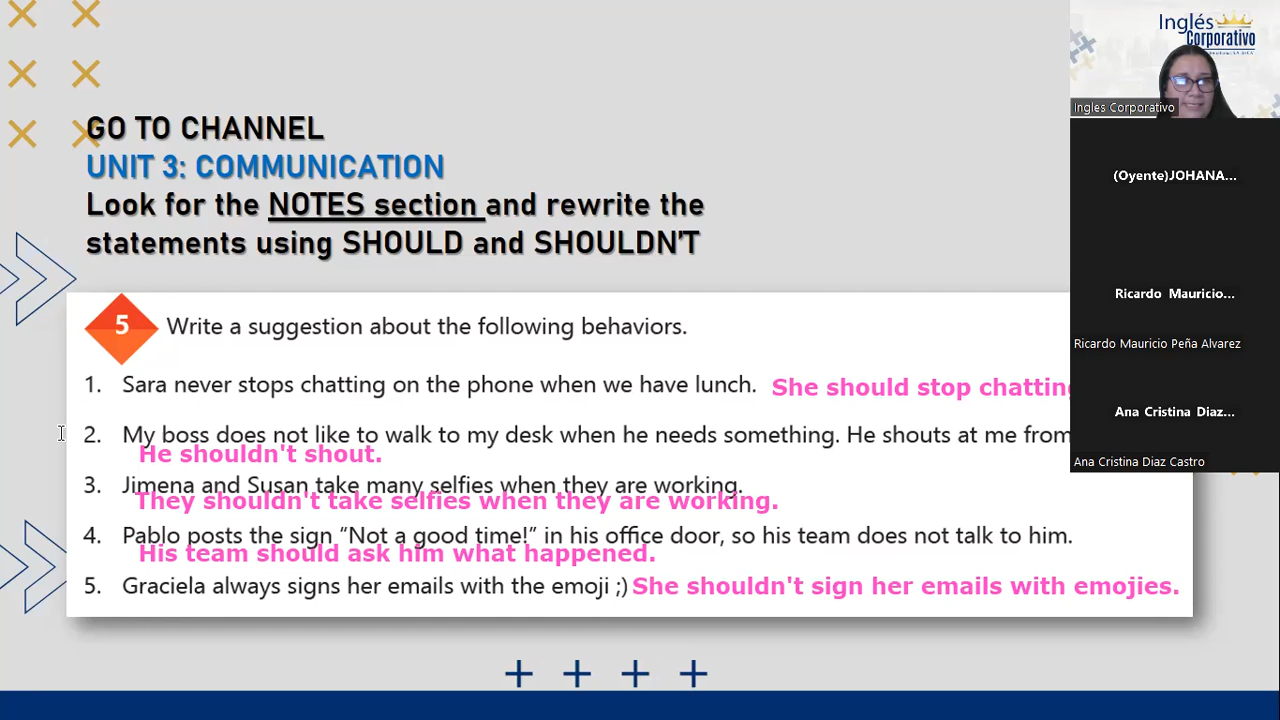 Inglés
Corporativo
Ingles Corporativo
GO TO CHANNEL
UNIT 3: COMMUNICATION
Look for the NOTES section and rewrite the
statements using SHOULD and SHOULDN'T
(Oyente)JOHANA...
Ricardo Mauricio...
Ricardo Mauricio Peña Alvarez
Ana Cristina Diaz...
Ana Cristina Diaz Castro
5 Write a suggestion about the following behaviors.
1. Sara never stops chatting on the phone when we have lunch. She should stop chatting
2. My boss does not like to walk to my desk when he needs something. He shouts at me from
He shouldn't shout.
3. Jimena and Susan take many selfies when they are working.
They shouldn't take selfies when they are working.
4. Pablo posts the sign “Not a good time!” in his office door, so his team does not talk to him.
His team should ask him what happened.
5. Graciela always signs her emails with the emoji ;) She shouldn't sign her emails with emojies.